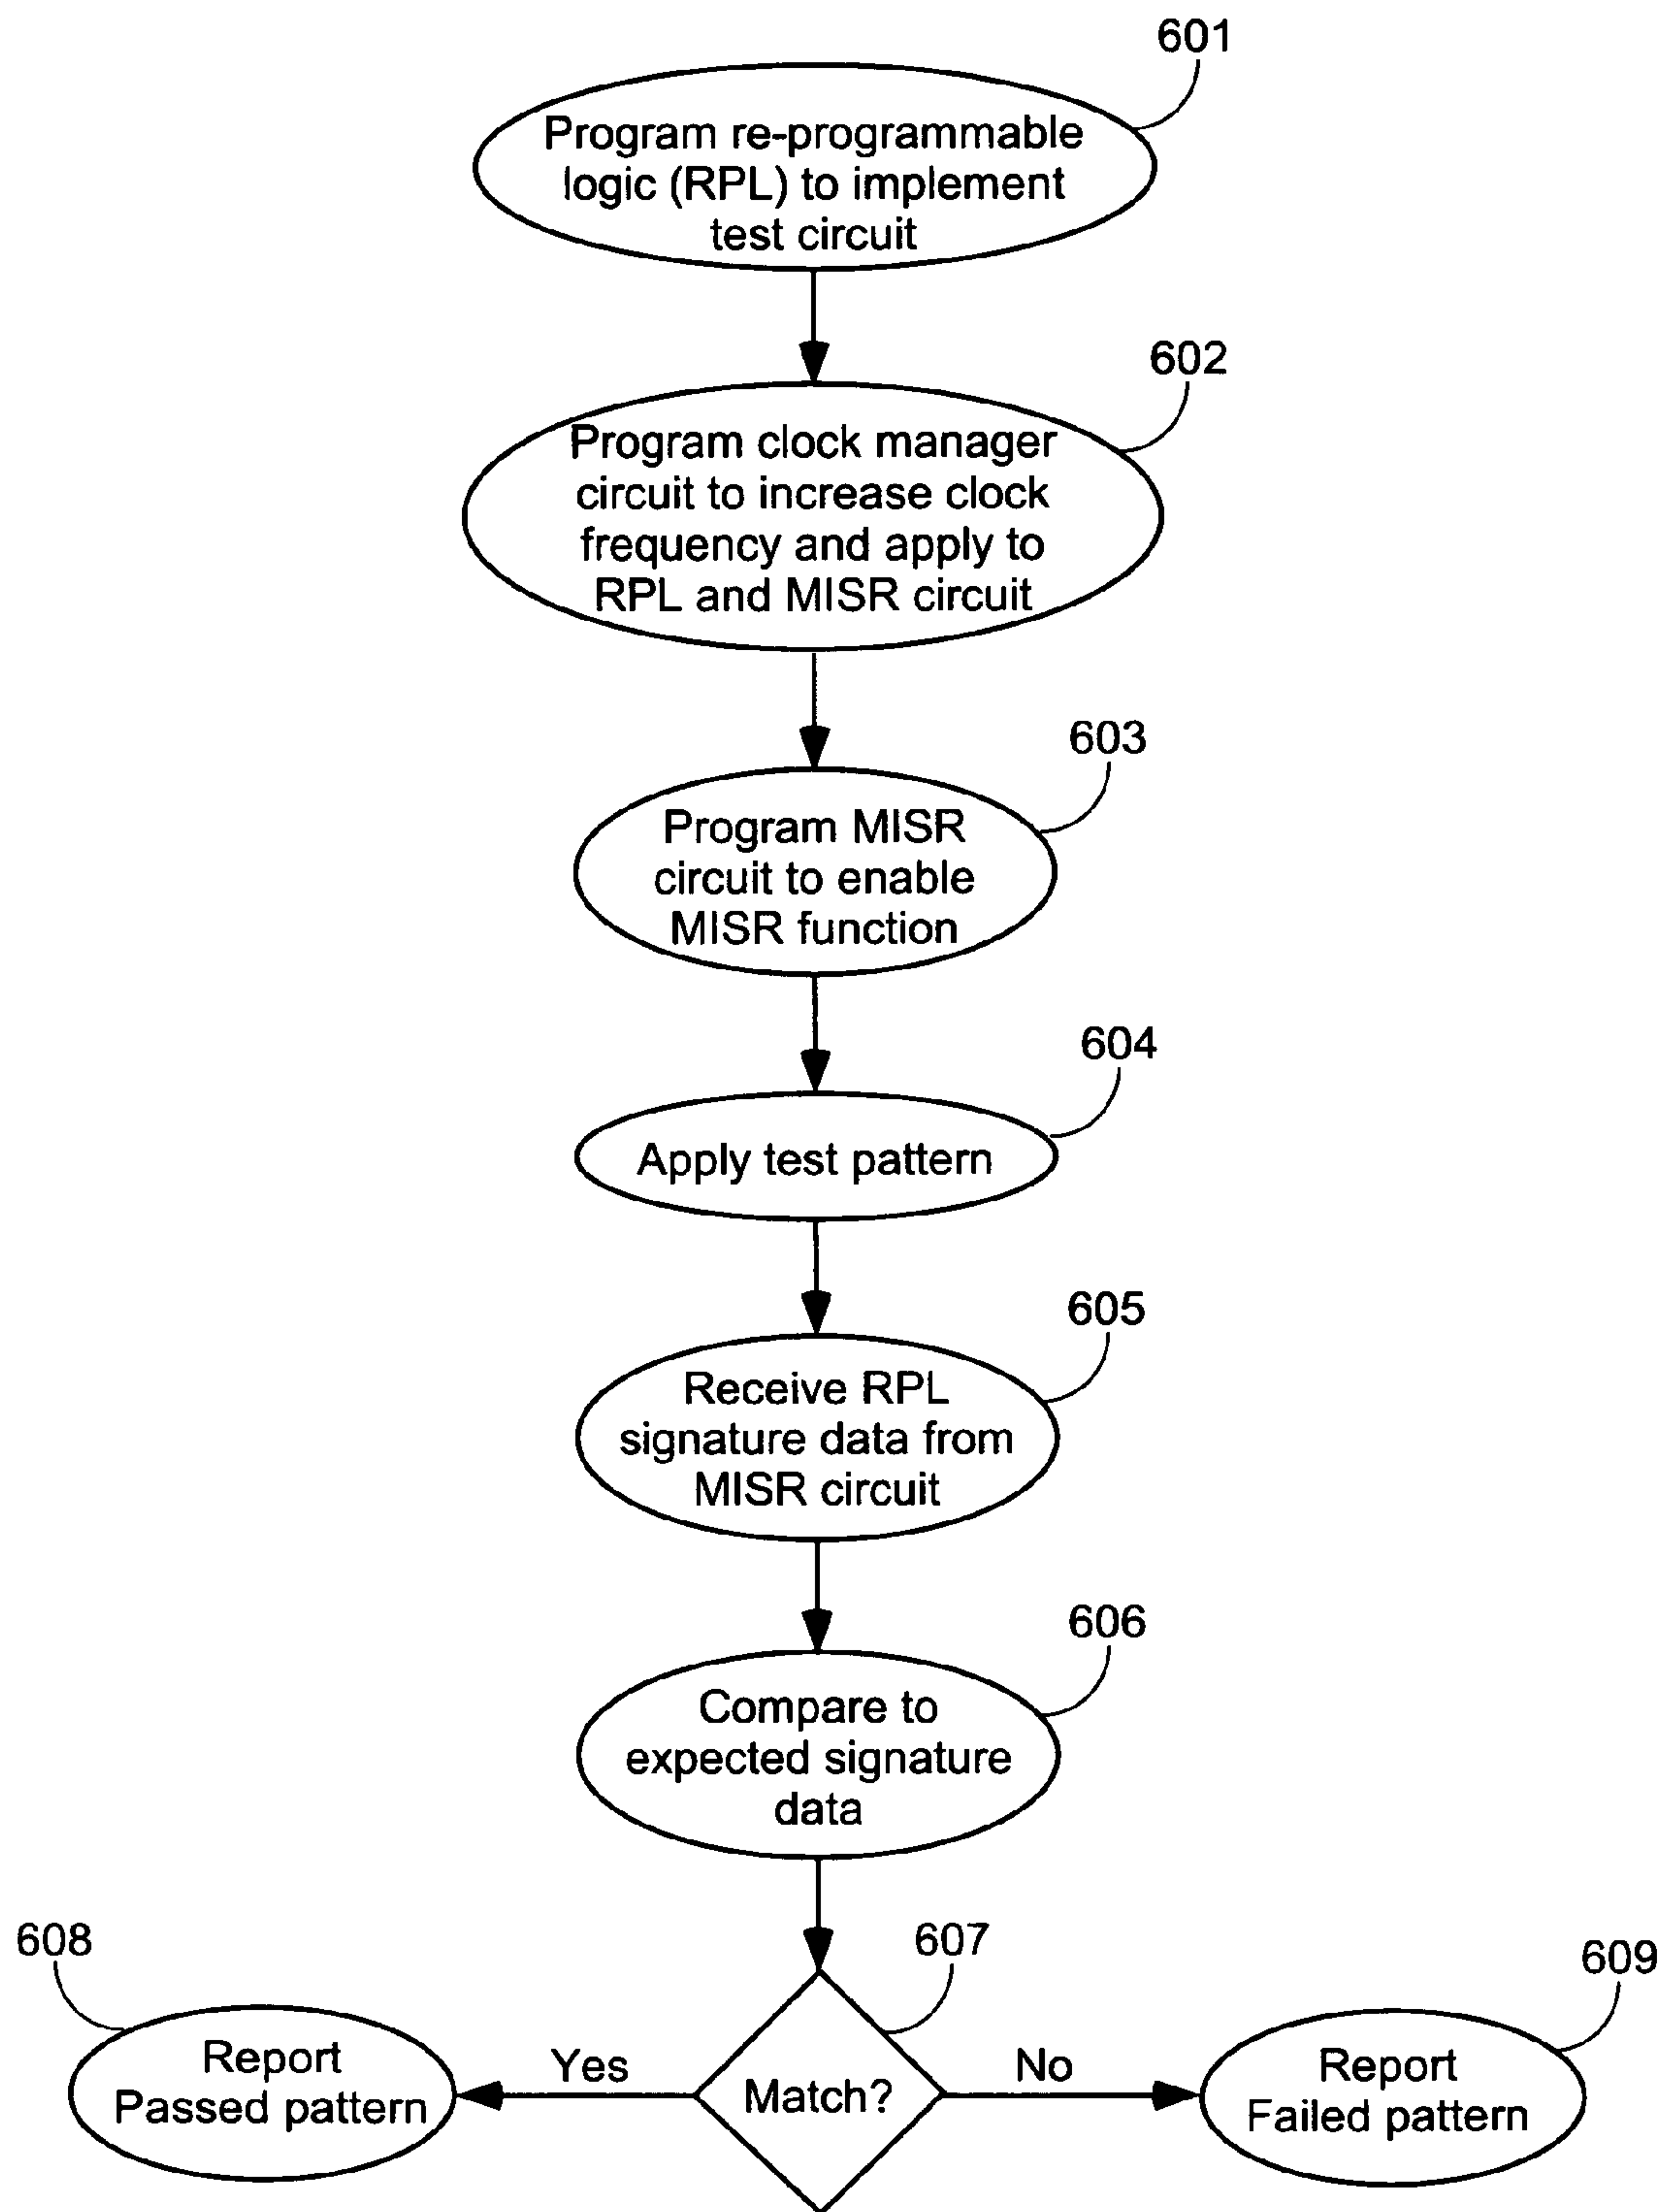 601
Program re-programmable
logic (RPL) to implement
test circuit
602
Program clock manager
circuit to increase clock
frequency and apply to
RPL and MISR circuit
603
Program MISR
circuit to enable
MISR function
604
Apply test pattern
605
Receive RPL
signature data from
MISR circuit
606
Compare to
expected signature
data
608
607
609
Report
Passed pattern
Yes
Match?
No
Report
Failed pattern